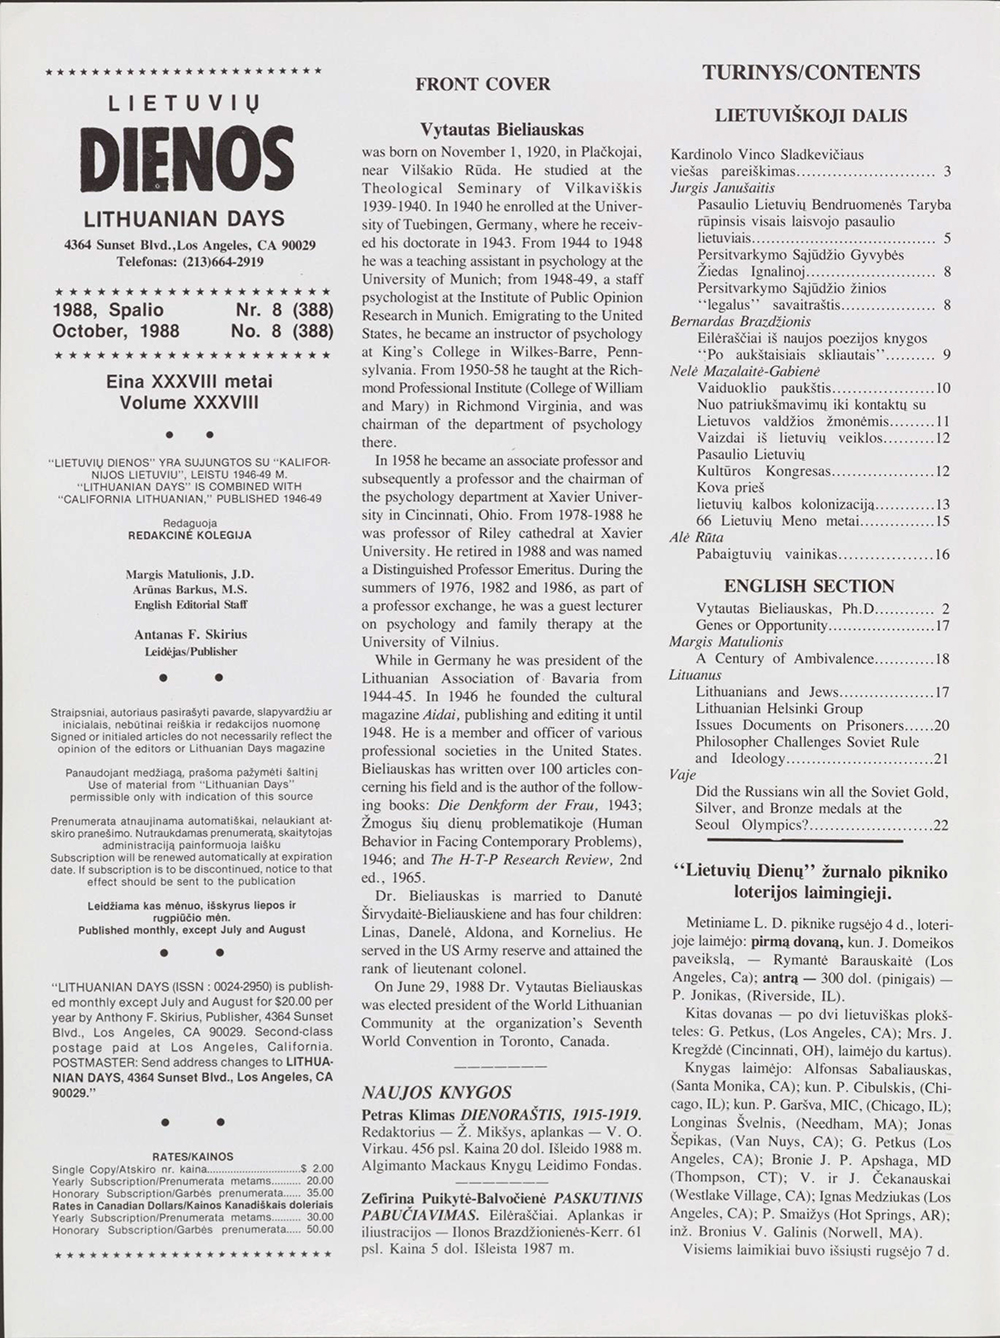 ★★★★★★★★★★★★★★★★★★★★★★★★
LIETUVIŲ
DIENOS
LITHUANIAN DAYS
4364 Sunset Blvd.,Los Angeles, CA 90029
Telefonas: (213)664-2919
★★★★★★★★★★★★★★★★★★★★
1988, Spalio Nr. 8 (388)
October, 1988 No. 8 (388)
★★★★★★★★★★★★★★★★★★★★
Eina XXXVIII metai
Volume XXXVIII
● ●
"LIETUVIŲ DIENOS" YRA SUJUNGTOS SU "KALIFOR-
NIJOS LIETUVIU", LEISTU 1946-49 M.
"LITHUANIAN DAYS" IS COMBINED WITH
"CALIFORNIA LITHUANIAN," PUBLISHED 1946-49
Redaguoja
REDAKCINĖ KOLEGIJA
Margis Matulionis, J.D.
Arūnas Barkus, M.S.
English Editorial Staff
Antanas F. Skirius
Leidėjas/Publisher
● ●
Straipsniai, autoriaus pasirašyti pavarde, slapyvardžiu ar
inicialais, nebūtinai reiškia ir redakcijos nuomonę
Signed or initialed articles do not necessarily reflect the
opinion of the editors or Lithuanian Days magazine
Panaudojant medžiagą, prašoma pažymėti šaltinį
Use of material from "Lithuanian Days"
permissible only with indication of this source
Prenumerata atnaujinama automatiškai, nelaukiant at-
skiro pranešimo. Nutraukdamas prenumeratą, skaitytojas
administraciją painformuoja laišku
Subscription will be renewed automatically at expiration
date. If subscription is to be discontinued, notice to that
effect should be sent to the publication
Leidžiama kas mėnuo, išskyrus liepos ir
rugpiūčio mėn.
Published monthly, except July and August
● ●
"LITHUANIAN DAYS (ISSN : 0024-2950) is publish-
ed monthly except July and August for $20.00 per
year by Anthony F. Skirius, Publisher, 4364 Sunset
Blvd., Los Angeles, CA 90029. Second-class
postage paid at Los Angeles, California.
POSTMASTER: Send address changes to LITHUA-
NIAN DAYS, 4364 Sunset Blvd., Los Angeles, CA
90029."
● ●
RATES/KAINOS
Single Copy/Atskiro nr. kaina..........................$ 2.00
Yearly Subscription/Prenumerata metams.......... 20.00
Honorary Subscription/Garbės prenumerata...... 35.00
Rates in Canadian Dollars/Kainos Kanadiškais doleriais
Yearly Subscription/Prenumerata metams.......... 30.00
Honorary Subscription/Garbės prenumerata..... 50.00
★★★★★★★★★★★★★★★★★★★★★★★★
FRONT COVER
Vytautas Bieliauskas
was born on November 1, 1920, in Plačkojai,
near Vilšakio Rūda. He studied at the
Theological Seminary of Vilkaviškis
1939-1940. In 1940 he enrolled at the Univer-
sity of Tuebingen, Germany, where he receiv-
ed his doctorate in 1943. From 1944 to 1948
he was a teaching assistant in psychology at the
University of Munich; from 1948-49, a staff
psychologist at the Institute of Public Opinion
Research in Munich. Emigrating to the United
States, he became an instructor of psychology
at King's College in Wilkes-Barre, Penn-
sylvania. From 1950-58 he taught at the Rich-
mond Professional Institute (College of William
and Mary) in Richmond Virginia, and was
chairman of the department of psychology
there.
In 1958 he became an associate professor and
subsequently a professor and the chairman of
the psychology department at Xavier Univer-
sity in Cincinnati, Ohio. From 1978-1988 he
was professor of Riley cathedral at Xavier
University. He retired in 1988 and was named
a Distinguished Professor Emeritus. During the
summers of 1976, 1982 and 1986, as part of
a professor exchange, he was a guest lecturer
on psychology and family therapy at the
University of Vilnius.
While in Germany he was president of the
Lithuanian Association of Bavaria from
1944-45. In 1946 he founded the cultural
magazine Aidai, publishing and editing it until
1948. He is a member and officer of various
professional societies in the United States.
Bieliauskas has written over 100 articles con-
cerning his field and is the author of the follow-
ing books: Die Denkform der Frau, 1943;
Žmogus šių dienų problematikoje (Human
Behavior in Facing Contemporary Problems),
1946; and The H-T-P Research Review, 2nd
ed., 1965.
Dr. Bieliauskas is married to Danutė
Širvydaitė-Bieliauskiene and has four children:
Linas, Danelė, Aldona, and Kornelius. He
served in the US Army reserve and attained the
rank of lieutenant colonel.
On June 29, 1988 Dr. Vytautas Bieliauskas
was elected president of the World Lithuanian
Community at the organization's Seventh
World Convention in Toronto, Canada.
NAUJOS KNYGOS
Petras Klimas DIENORAŠTIS, 1915-1919.
Redaktorius — Ž. Mikšys, aplankas — V. O.
Virkau. 456 psl. Kaina 20 dol. Išleido 1988 m.
Algimanto Mackaus Knygų Leidimo Fondas.
Zefirina Puikytė-Balvočienė PASKUTINIS
PABUČIAVIMAS. Eilėraščiai. Aplankas ir
iliustracijos — Ilonos Brazdžionienės-Kerr. 61
psl. Kaina 5 dol. Išleista 1987 m.
TURINYS/CONTENTS
LIETUVIŠKOJI DALIS
Kardinolo Vinco Sladkevičiaus
viešas pareiškimas........................... 3
Jurgis Janušaitis
Pasaulio Lietuvių Bendruomenės Taryba
rūpinsis visais laisvojo pasaulio
lietuviais................................... 5
Persitvarkymo Sąjūdžio Gyvybės
Žiedas Ignalinoj......................... 8
Persitvarkymo Sąjūdžio žinios
"legalus" savaitraštis.................. 8
Bernardas Brazdžionis
Eilėraščiai iš naujos poezijos knygos
"Po aukštaisiais skliautais".......... 9
Nelė Mazalaitė-Gabienė
Vaiduoklio paukštis...................10
Nuo patriukšmavimų iki kontaktų su
Lietuvos valdžios žmonėmis.........11
Vaizdai iš lietuvių veiklos..........12
Pasaulio Lietuvių
Kultūros Kongresas....................12
Kova prieš
lietuvių kalbos kolonizaciją............13
66 Lietuvių Meno metai...............15
Alė Rūta
Pabaigtuvių vainikas..................16
ENGLISH SECTION
Vytautas Bieliauskas, Ph.D............ 2
Genes or Opportunity......................17
Margis Matulionis
A Century of Ambivalence............18
Lituanus
Lithuanians and Jews..................17
Lithuanian Helsinki Group
Issues Documents on Prisoners......20
Philosopher Challenges Soviet Rule
and Ideology............................21
Vaje
Did the Russians win all the Soviet Gold,
Silver, and Bronze medals at the
Seoul Olympics?........................22
"Lietuvių Dienų" žurnalo pikniko
loterijos laimingieji.
Metiniame L. D. piknike rugsėjo 4 d., loteri-
joje laimėjo: pirmą dovaną, kun. J. Domeikos
paveikslą, — Rymantė Barauskaitė (Los
Angeles, Ca); antrą — 300 dol. (pinigais) —
P. Jonikas, (Riverside, IL).
Kitas dovanas — po dvi lietuviškas plokš-
teles: G. Petkus, (Los Angeles, CA); Mrs. J.
Kregždė (Cincinnati, OH), laimėjo du kartus).
Knygas laimėjo: Alfonsas Sabaliauskas,
(Santa Monika, CA); kun. P. Cibulskis, (Chi-
cago, IL); kun. P. Garšva, MIC, (Chicago, IL);
Longinas Švelnis, (Needham, MA); Jonas
Šepikas, (Van Nuys, CA); G. Petkus (Los
Angeles, CA); Bronie J. P. Apshaga, MD
(Thompson, CT); V. ir J. Čekanauskai
(Westlake Village, CA); Ignas Medziukas (Los
Angeles, CA); P. Smaižys (Hot Springs, AR);
inž. Bronius V. Galinis (Norwell, MA).
Visiems laimikiai buvo išsiųsti rugsėjo 7 d.